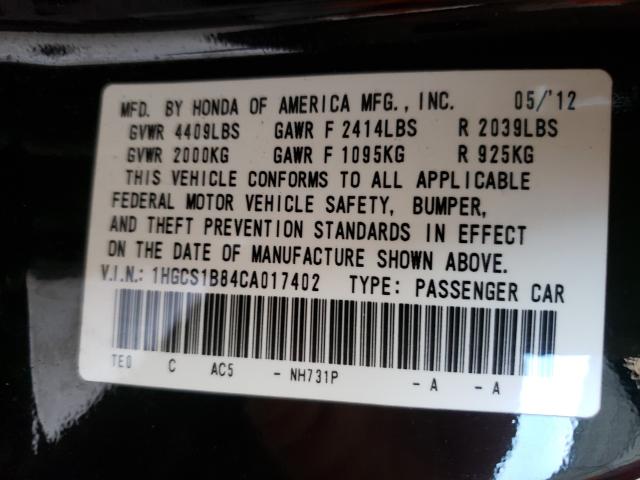 MFD. BY HONDA OF AMERICA MFG., INC. 05/'12
GVWR 4409LBS GAWR F 2414LBS R 2039LBS
GVWR 2000KG GAWR F 1095KG R 925KG
THIS VEHICLE CONFORMS TO ALL APPLICABLE
FEDERAL MOTOR VEHICLE SAFETY, BUMPER,
AND THEFT PREVENTION STANDARDS IN EFFECT
ON THE DATE OF MANUFACTURE SHOWN ABOVE.
V.I.N.: 1HGCS1B84CA017402 TYPE: PASSENGER CAR
TE0 C AC5 - NH731P - A - A